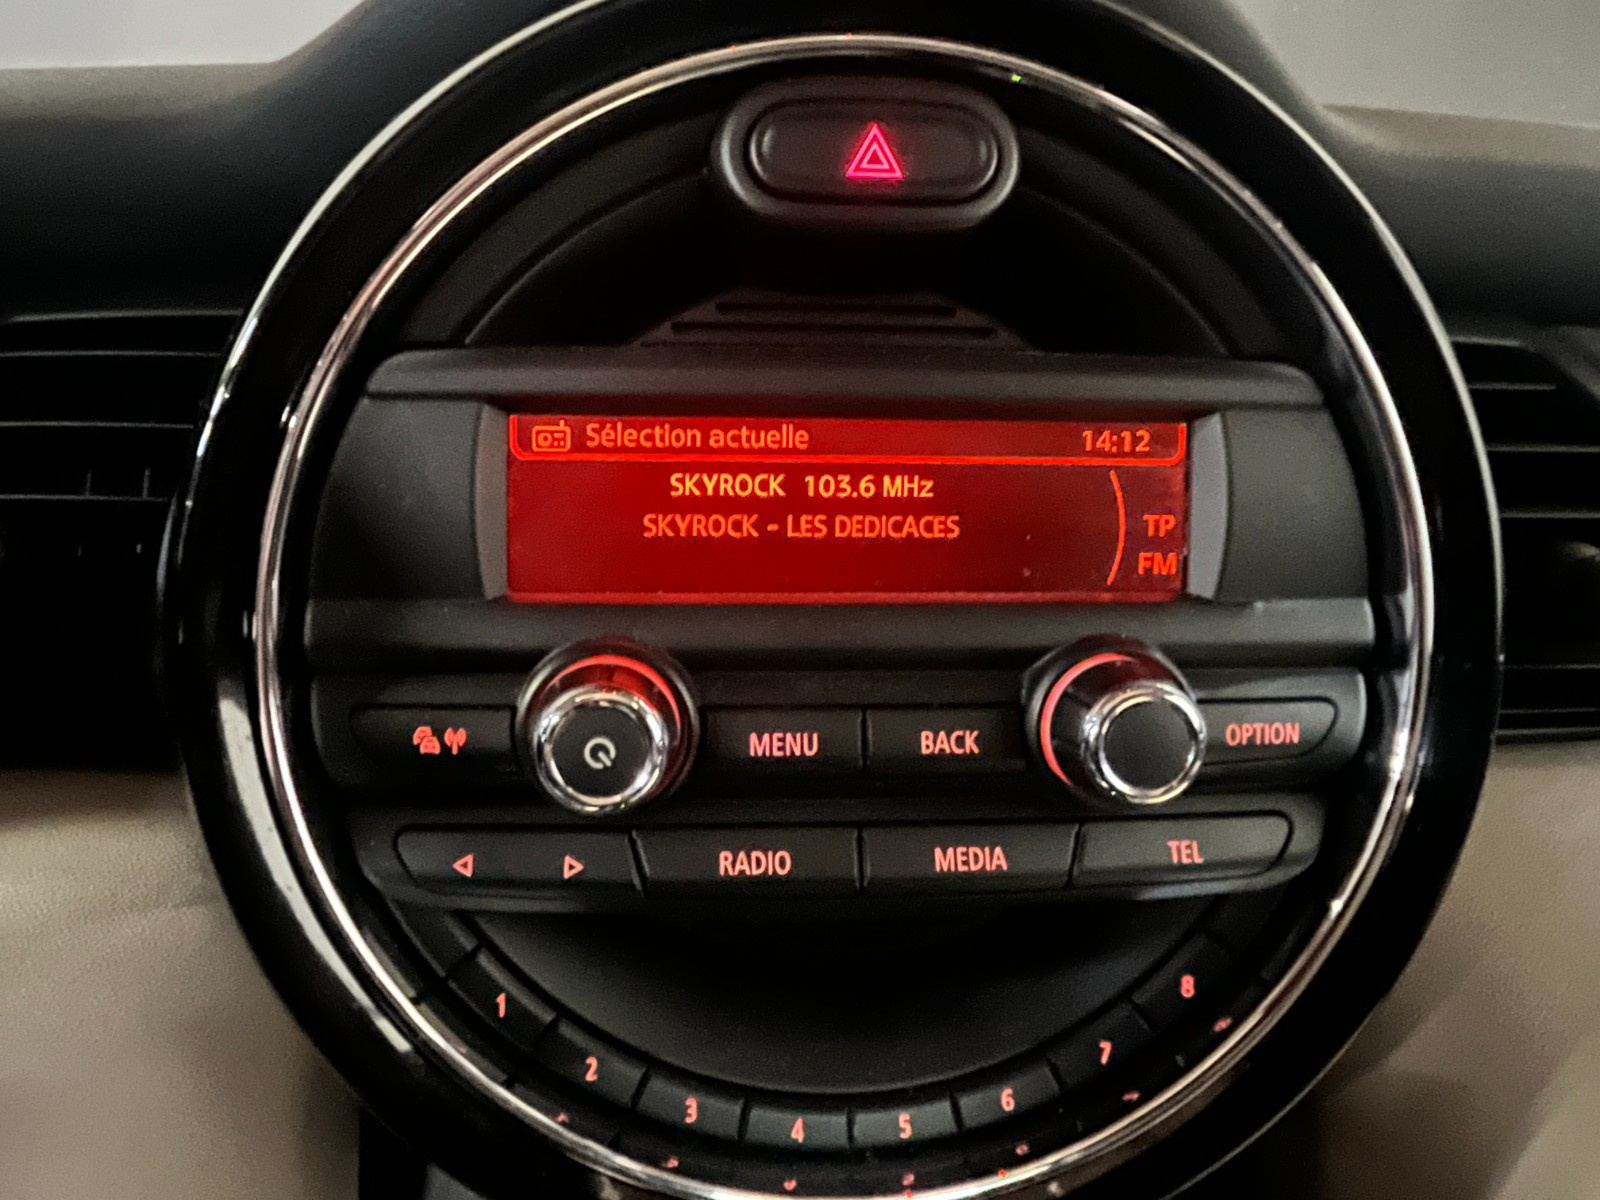 Sélection actuelle 14:12
SKYROCK 103.6 MHz
SKYROCK - LES DEDICACES
TP
FM
MENU BACK OPTION
RADIO MEDIA TEL
1 2 3 4 5 6 7 8